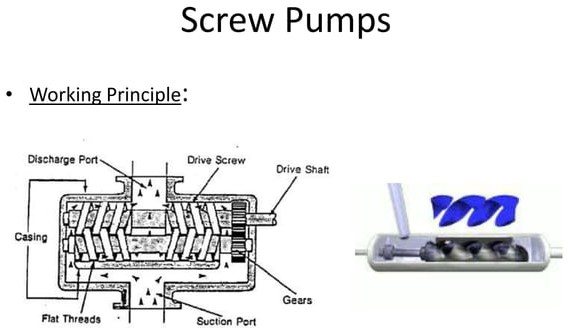 Screw Pumps
• Working Principle:
Discharge Port
Drive Screw
Drive Shaft
Casing
Gears
Flat Threads
Suction Port